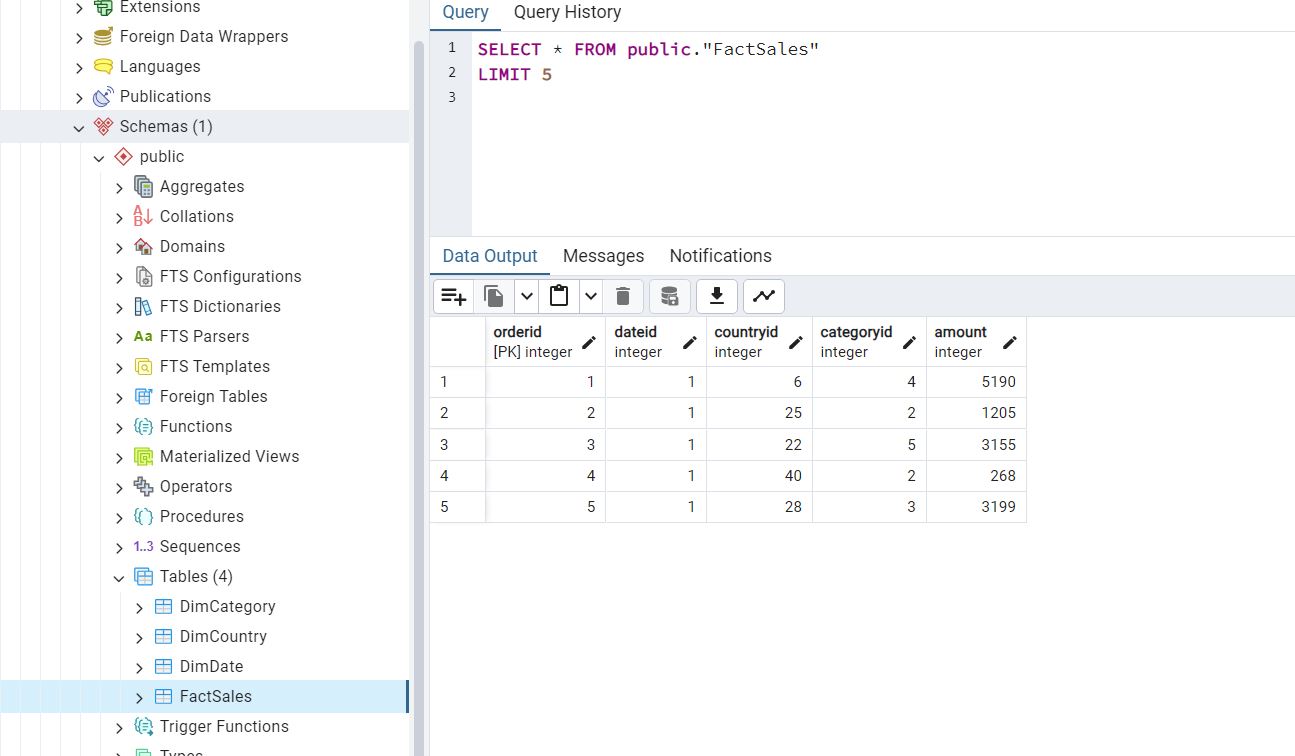 Extensions
Foreign Data Wrappers
Languages
Publications
Schemas (1)
public
Aggregates
Collations
Domains
FTS Configurations
FTS Dictionaries
Aa FTS Parsers
FTS Templates
Foreign Tables
Functions
Materialized Views
Operators
Procedures
1..3 Sequences
Tables (4)
DimCategory
DimCountry
DimDate
FactSales
Trigger Functions
Types
Query Query History
1 SELECT * FROM public."FactSales"
2 LIMIT 5
3
Data Output Messages Notifications
orderid dateid countryid categoryid amount
[PK] integer integer integer integer integer
1 1 1 6 4 5190
2 2 1 25 2 1205
3 3 1 22 5 3155
4 4 1 40 2 268
5 5 1 28 3 3199